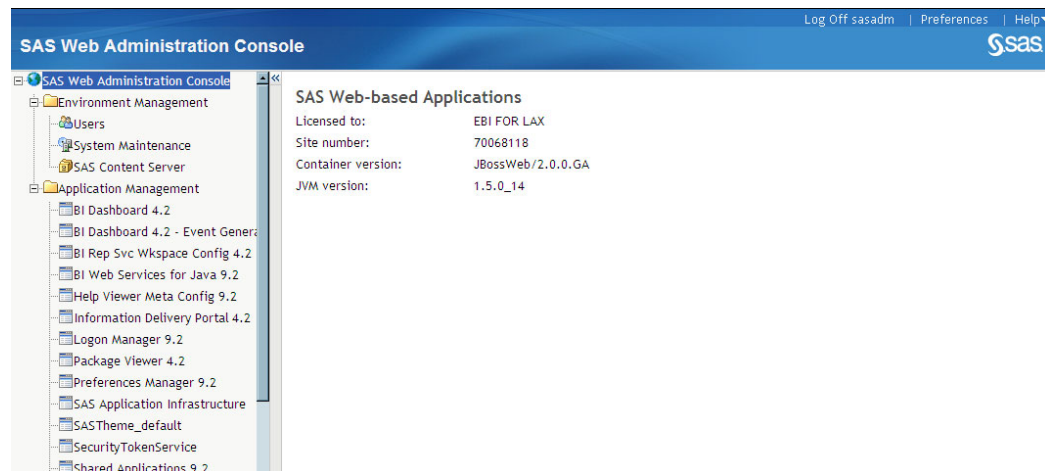 Log Off sasadm | Preferences | Help
SAS Web Administration Console
sas
SAS Web Administration Console
Environment Management
Users
System Maintenance
SAS Content Server
Application Management
BI Dashboard 4.2
BI Dashboard 4.2 - Event Genera
BI Rep Svc Wkspace Config 4.2
BI Web Services for Java 9.2
Help Viewer Meta Config 9.2
Information Delivery Portal 4.2
Logon Manager 9.2
Package Viewer 4.2
Preferences Manager 9.2
SAS Application Infrastructure
SASTheme_default
SecurityTokenService
Shared Applications 9.2
SAS Web-based Applications
Licensed to: EBI FOR LAX
Site number: 70068118
Container version: JBossWeb/2.0.0.GA
JVM version: 1.5.0_14